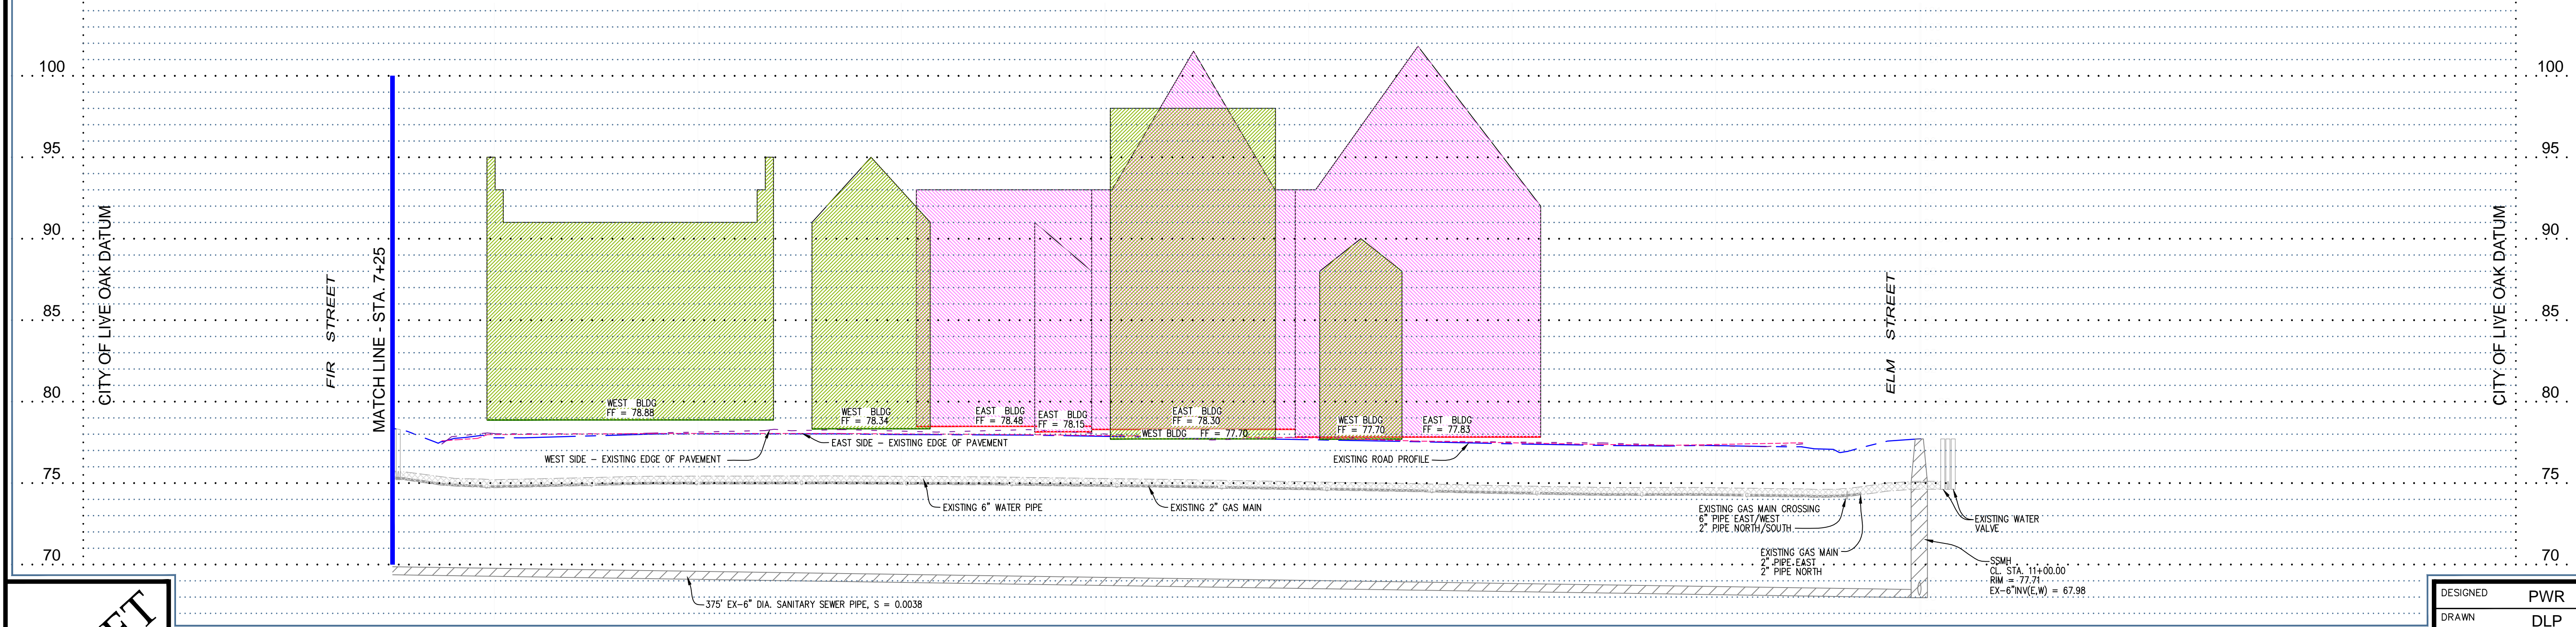 100
95
90
85
80
75
70
CITY OF LIVE OAK DATUM
FIR STREET
MATCH LINE - STA. 7+25
WEST BLDG
FF = 78.88
WEST BLDG
FF = 78.34
EAST BLDG
FF = 78.48
EAST BLDG
FF = 78.15
EAST BLDG
FF = 78.30
WEST BLDG FF = 77.70
WEST BLDG
FF = 77.70
EAST BLDG
FF = 77.83
WEST SIDE – EXISTING EDGE OF PAVEMENT
EAST SIDE – EXISTING EDGE OF PAVEMENT
EXISTING ROAD PROFILE
EXISTING 6" WATER PIPE
EXISTING 2" GAS MAIN
EXISTING GAS MAIN CROSSING
6" PIPE EAST/WEST
2" PIPE NORTH/SOUTH
EXISTING GAS MAIN
2" PIPE EAST
2" PIPE NORTH
EXISTING WATER
VALVE
SSMH
CL. STA. 11+00.00
RIM = 77.71
EX-6"INV(E,W) = 67.98
375' EX-6" DIA. SANITARY SEWER PIPE, S = 0.0038
ELM STREET
CITY OF LIVE OAK DATUM
100
95
90
85
80
75
70
DESIGNED PWR
DRAWN DLP